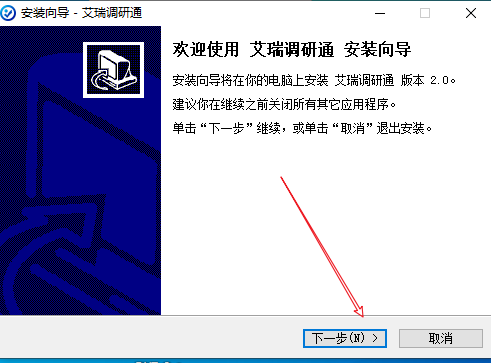 安装向导 - 艾瑞调研通
欢迎使用 艾瑞调研通 安装向导
安装向导将在你的电脑上安装 艾瑞调研通 版本 2.0。
建议你在继续之前关闭所有其它应用程序。
单击“下一步”继续，或单击“取消”退出安装。
下一步(N) >
取消